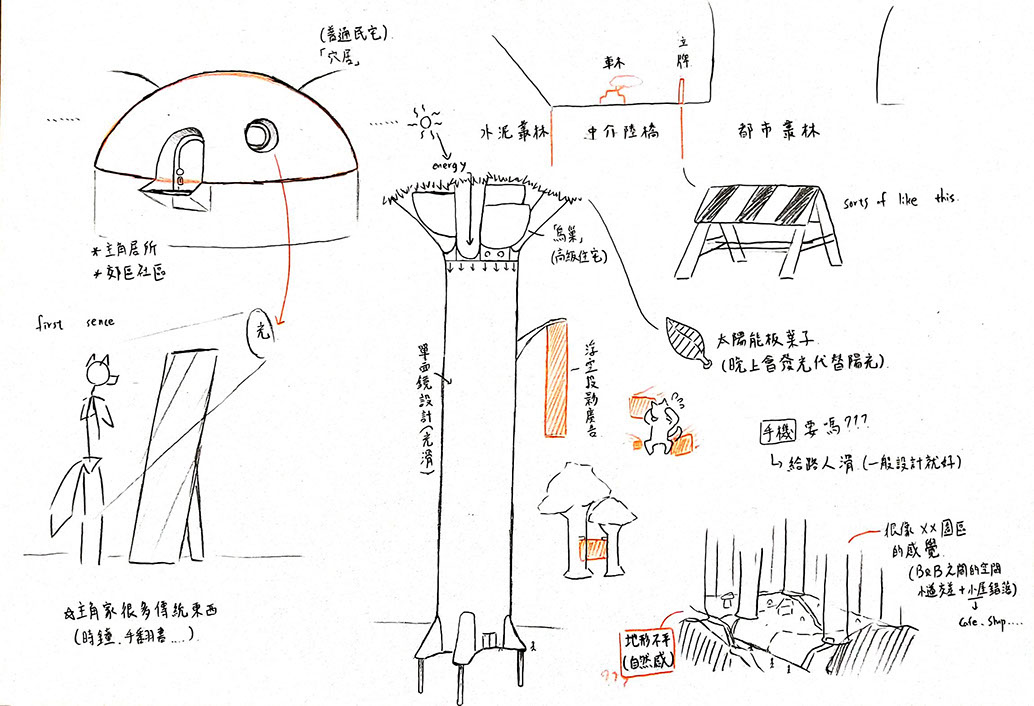 (普通民宅)
「穴居」
立
牌
車
水泥叢林
中介陸橋
都市叢林
energy
sorts of like this.
「鳥巢」
(高級住宅)
*主角居所
*郊區社區
first sence
光
單面鏡設計(光滑)
浮空投影廣告
太陽能板葉子
(晚上會發光代替陽光)
手機 要嗎???
給路人滑 (一般設計就好)
很像XX園區
的感覺
(B&B之間的空間
小道交差+小屋錯落)
Cafe. Shop....
地形不平
(自然感)
??
☆主角家很多傳統東西
(時鐘.手翻書....)